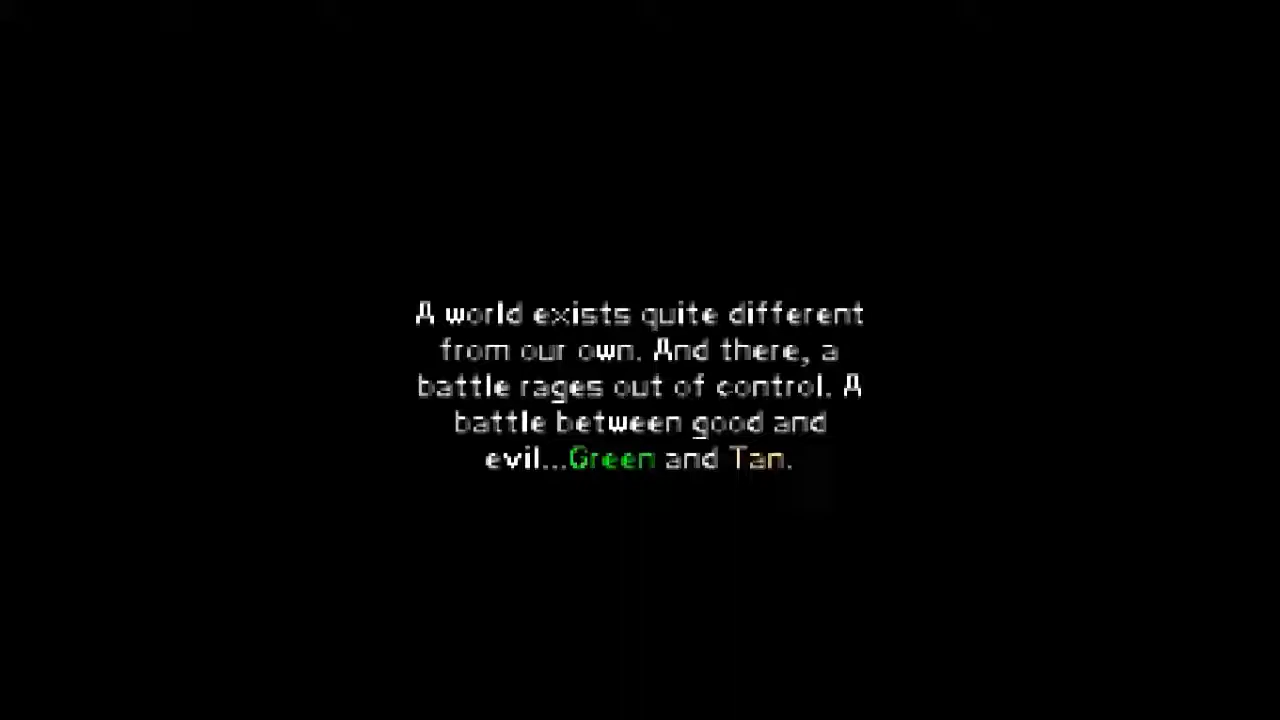 A world exists quite different
from our own. And there, a
battle rages out of control. A
battle between good and
evil...Green and Tan.